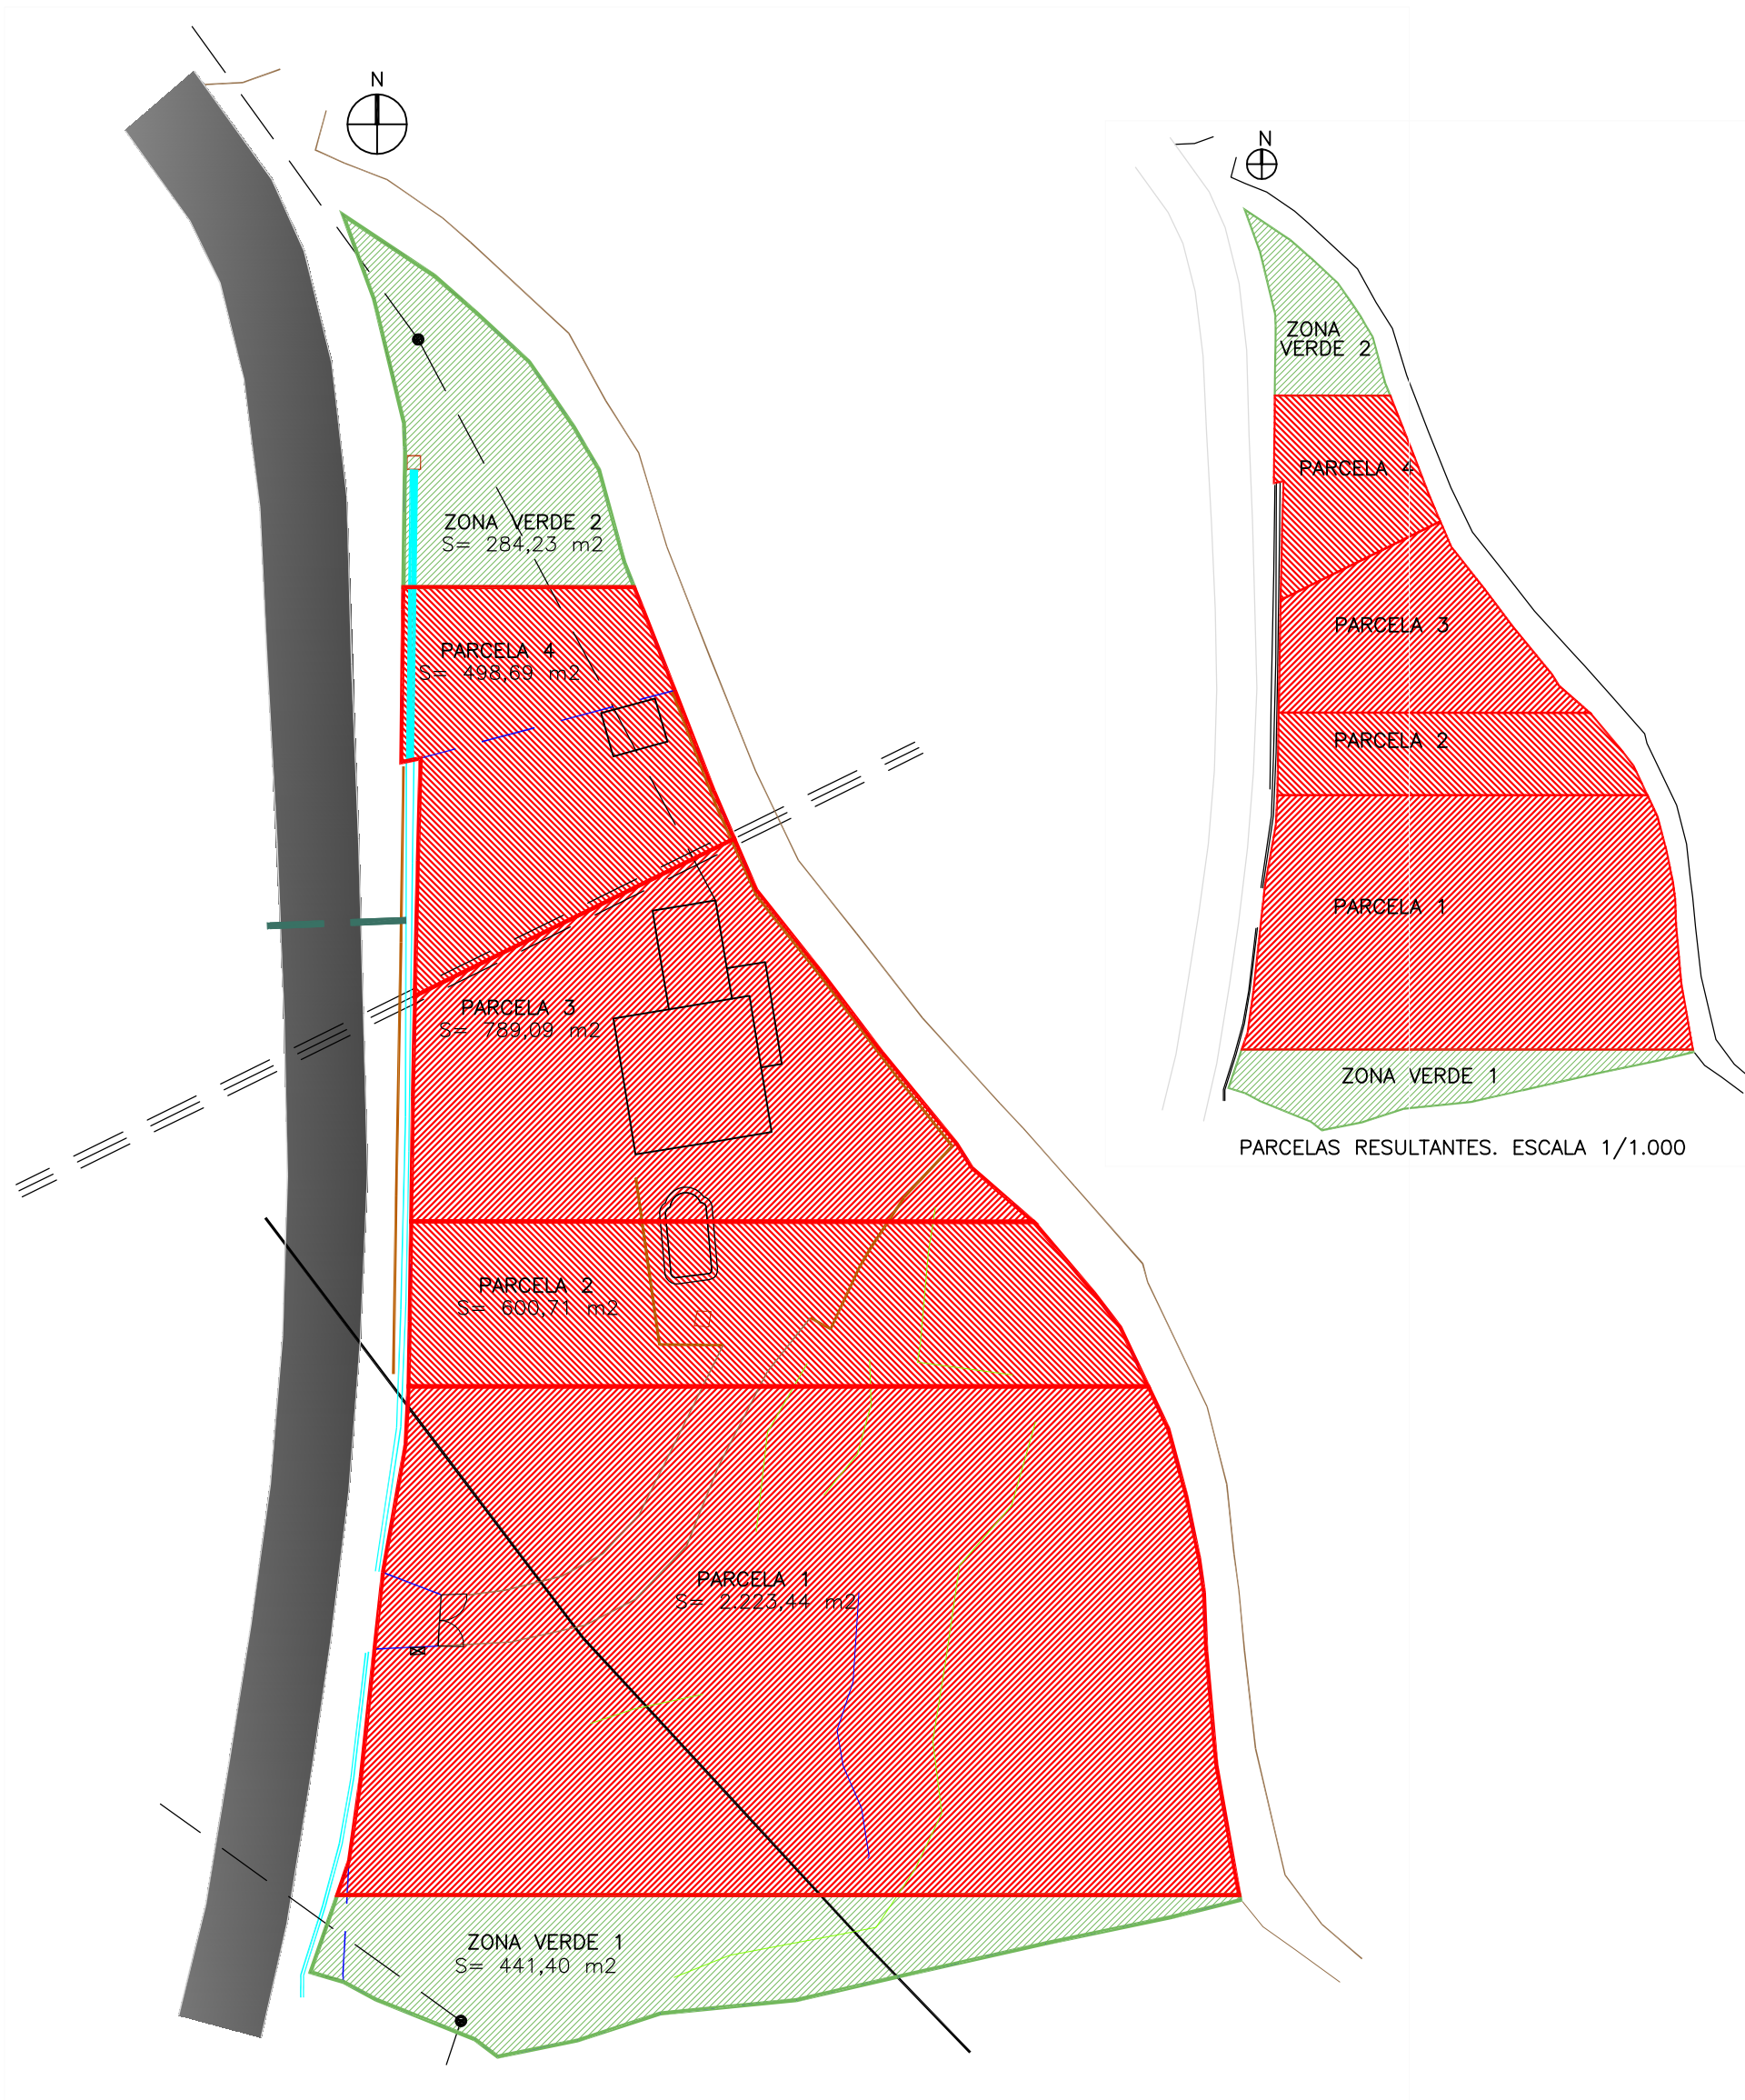 N
ZONA VERDE 2
S= 284,23 m2
PARCELA 4
S= 498,69 m2
PARCELA 3
S= 789,09 m2
PARCELA 2
S= 600,71 m2
PARCELA 1
S= 2.223,44 m2
ZONA VERDE 1
S= 441,40 m2
N
ZONA
VERDE 2
PARCELA 4
PARCELA 3
PARCELA 2
PARCELA 1
ZONA VERDE 1
PARCELAS RESULTANTES. ESCALA 1/1.000